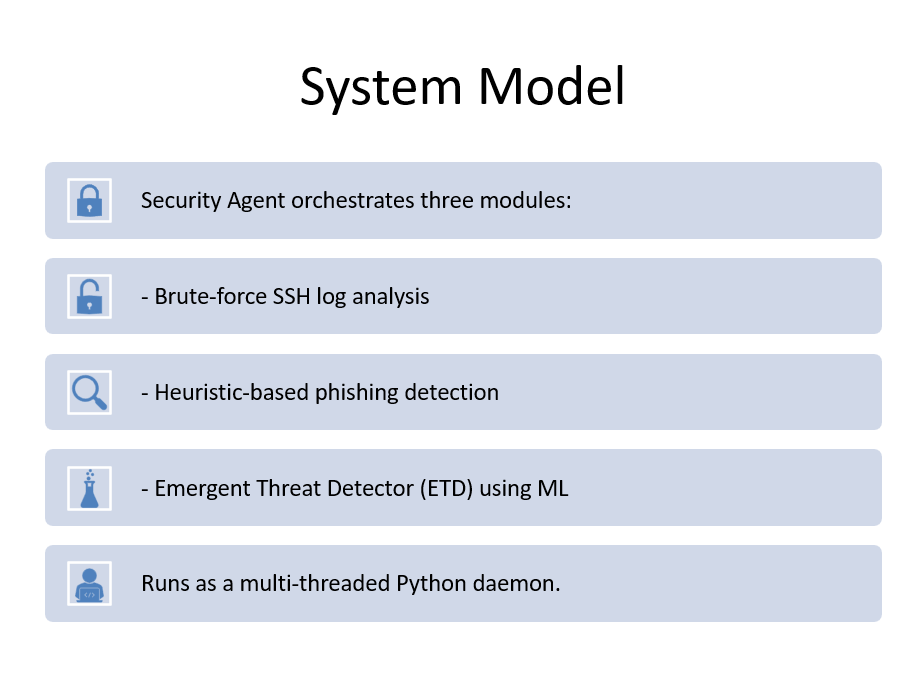 System Model
Security Agent orchestrates three modules:
- Brute-force SSH log analysis
- Heuristic-based phishing detection
- Emergent Threat Detector (ETD) using ML
Runs as a multi-threaded Python daemon.